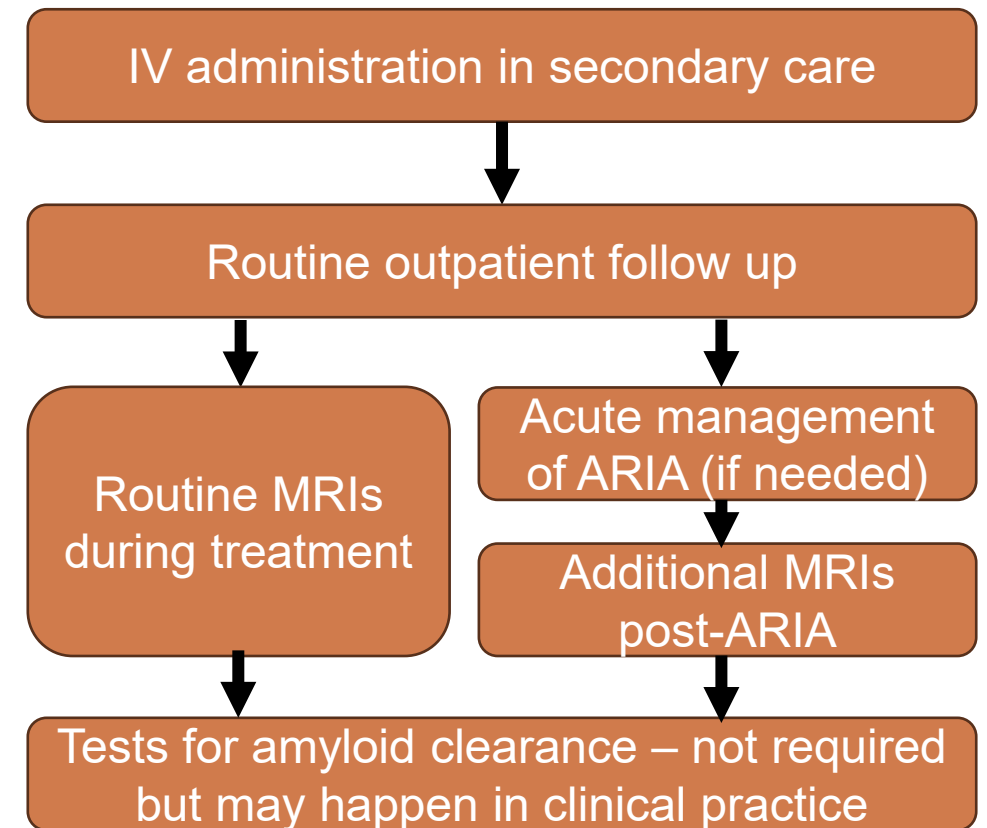 IV administration in secondary care
Routine outpatient follow up
Routine MRIs
during treatment
Acute management
of ARIA (if needed)
Additional MRIs
post-ARIA
Tests for amyloid clearance – not required
but may happen in clinical practice